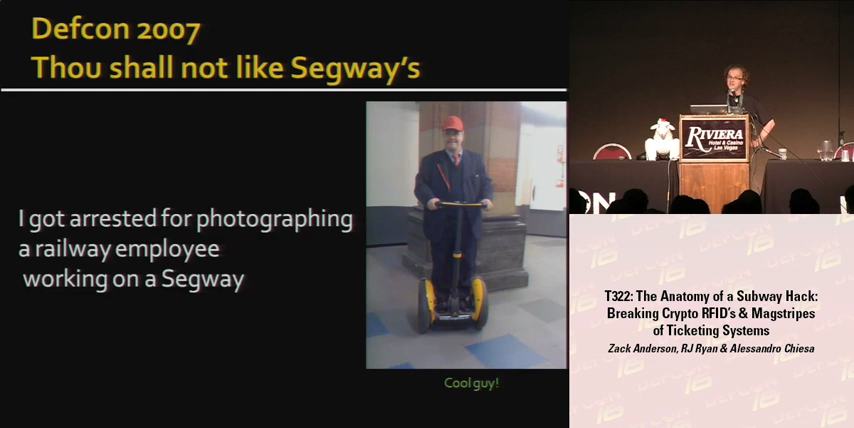 Defcon 2007
Thou shall not like Segway's
I got arrested for photographing
a railway employee
working on a Segway
Cool guy!
RIVIERA
Hotel & Casino
Las Vegas
T322: The Anatomy of a Subway Hack:
Breaking Crypto RFID's & Magstripes
of Ticketing Systems
Zack Anderson, RJ Ryan & Alessandro Chiesa
DEFCON
16